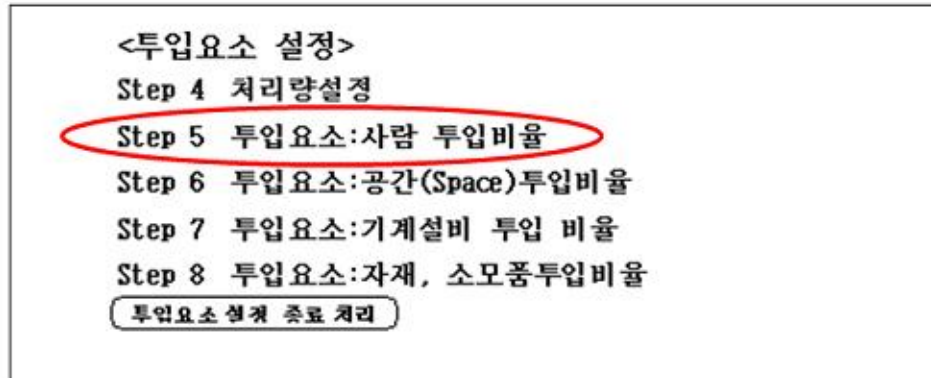 <투입요소 설정>
Step 4 처리량설정
Step 5 투입요소:사람 투입비율
Step 6 투입요소:공간(Space)투입비율
Step 7 투입요소:기계설비 투입 비율
Step 8 투입요소:자재, 소모품투입비율
투입요소 설정 종료 처리